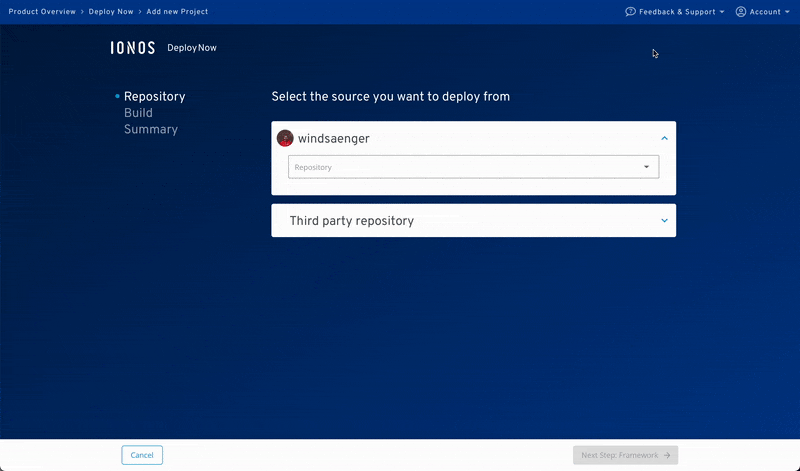 Product Overview > Deploy Now > Add new Project
Feedback & Support
Account
IONOS Deploy Now
Repository
Build
Summary
Select the source you want to deploy from
windsaenger
Repository
Third party repository
Cancel
Next Step: Framework →